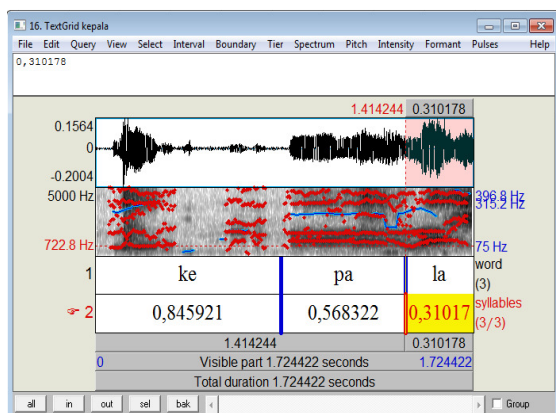 16. TextGrid kepala
File Edit Query View Select Interval Boundary Tier Spectrum Pitch Intensity Formant Pulses Help
0,310178
1.414244 0.310178
0.1564
0
-0.2004
5000 Hz
396.8 Hz
315.2 Hz
722.8 Hz
75 Hz
1 ke pa la word
(3)
2 0,845921 0,568322 0,31017 syllables
(3/3)
1.414244 0.310178
0 Visible part 1.724422 seconds 1.724422
Total duration 1.724422 seconds
all in out sel bak Group